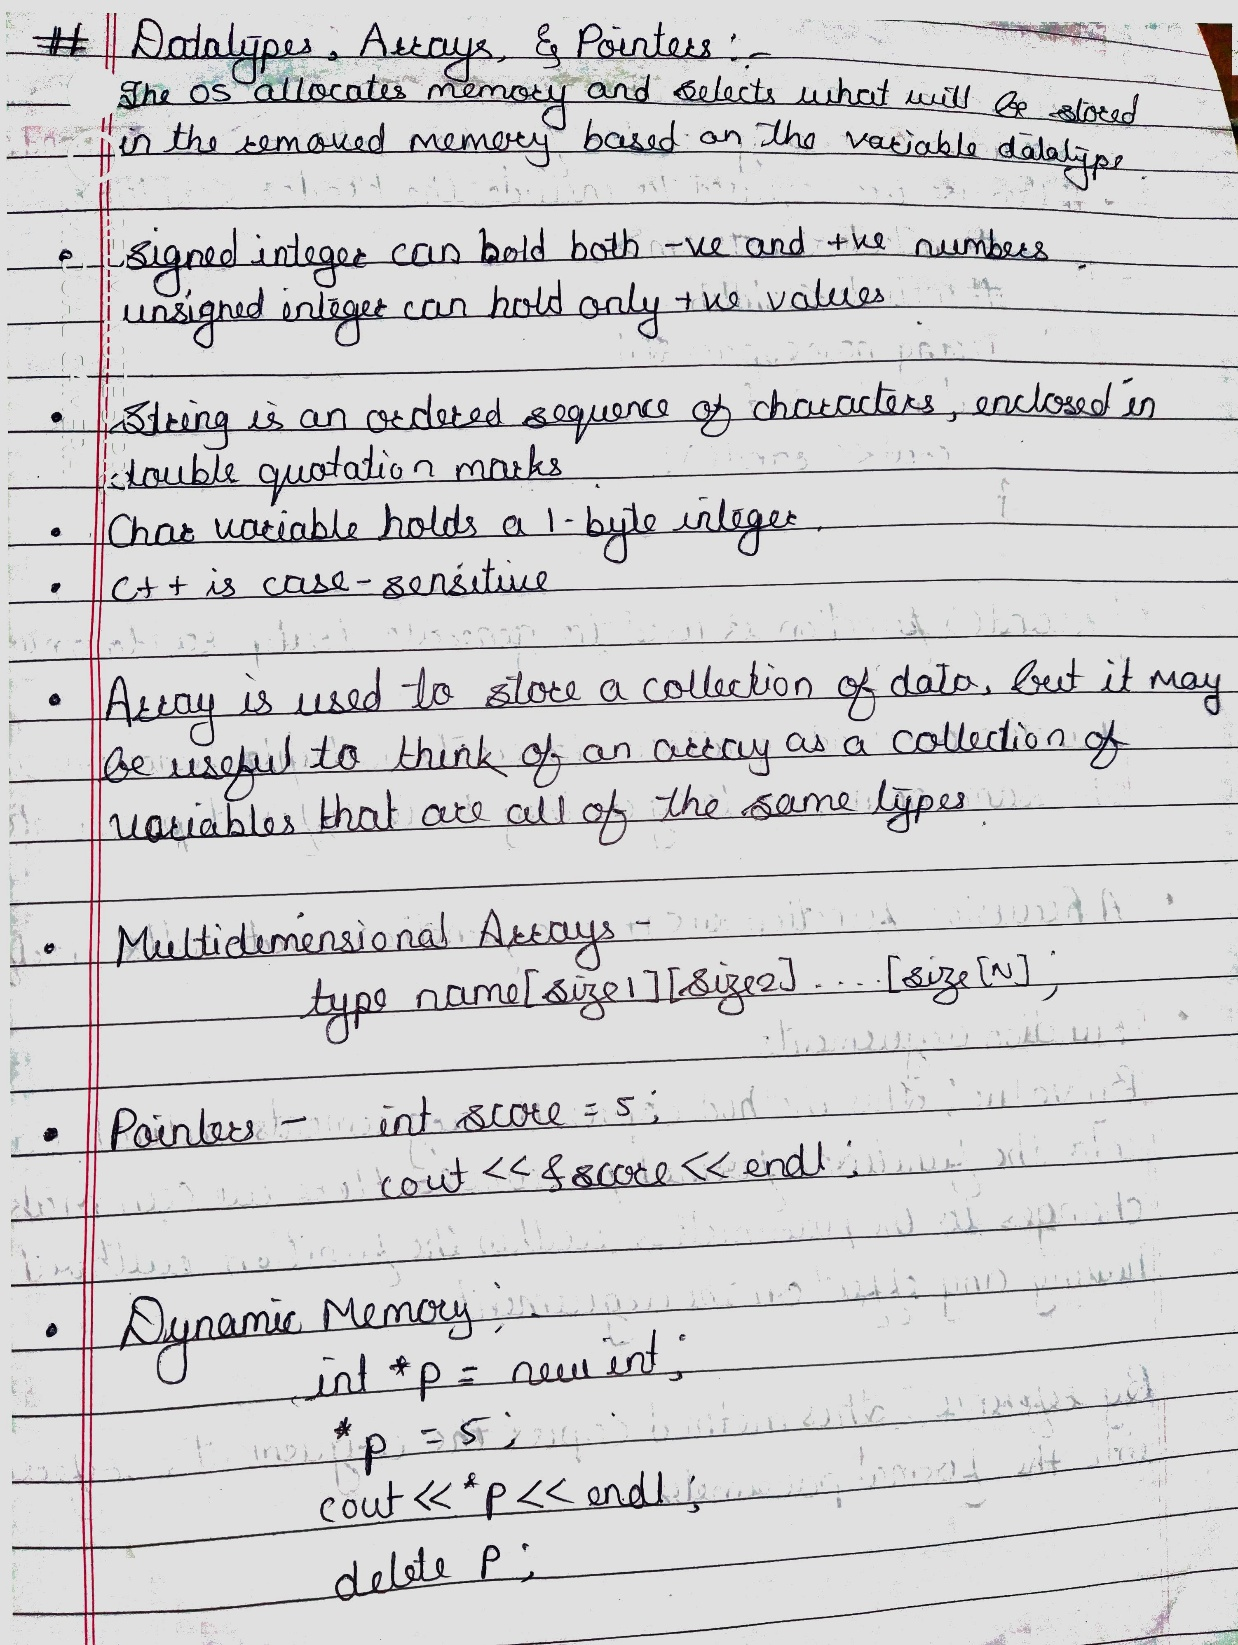 # Datatypes, Arrays, & Pointers :-
The OS allocates memory and selects what will be stored
in the removed memory based on the variable datatype.
• signed integer can hold both -ve and +ve numbers.
unsigned integer can hold only +ve values
• String is an ordered sequence of characters, enclosed in
double quotation marks
• Char variable holds a 1-byte integer.
• C++ is case-sensitive
• Array is used to store a collection of data, but it may
be useful to think of an array as a collection of
variables that are all of the same types.
• Multidimensional Arrays -
type name[size1][size2]....[size[N];
• Pointers - int score = 5;
cout << &score << endl;
• Dynamic Memory;
int *p = new int;
*p = 5;
cout << *p << endl;
delete p;